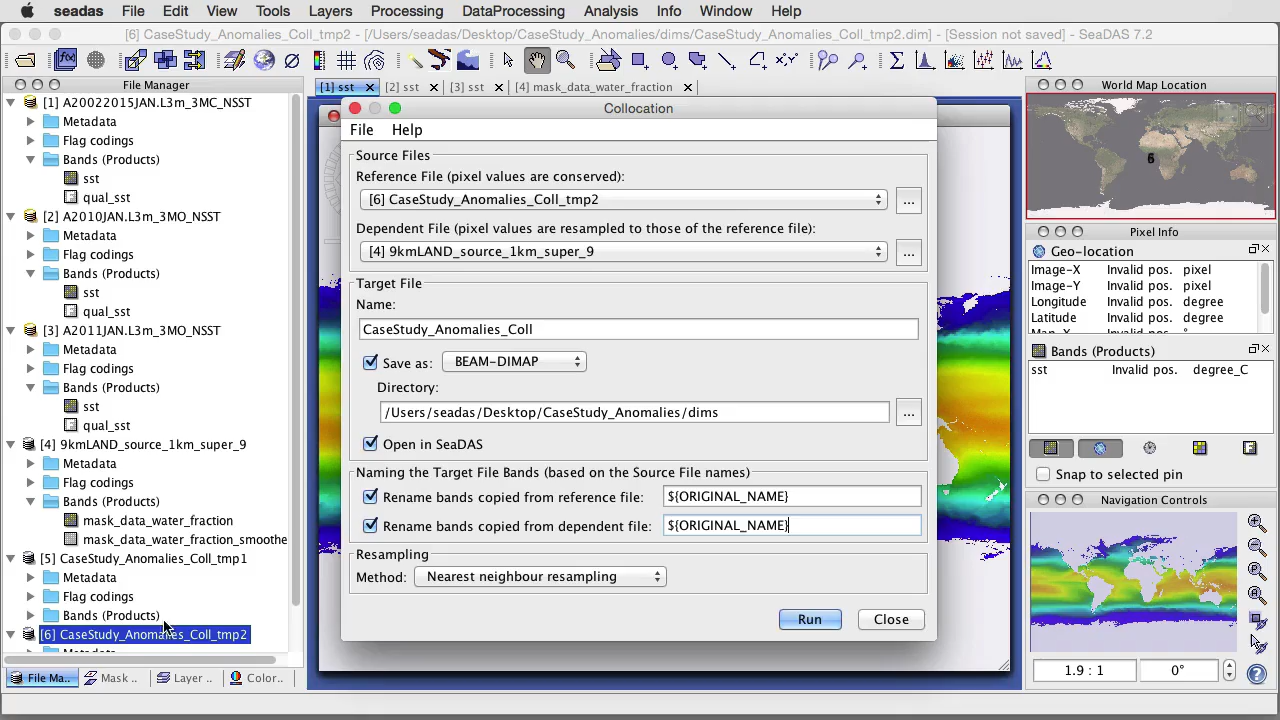 seadas File Edit View Tools Layers Processing DataProcessing Analysis Info Window Help
[6] CaseStudy_Anomalies_Coll_tmp2 - [/Users/seadas/Desktop/CaseStudy_Anomalies/dims/CaseStudy_Anomalies_Coll_tmp2.dim] - [Session not saved] - SeaDAS 7.2
File Manager
[1] A20022015JAN.L3m_3MC_NSST
Metadata
Flag codings
Bands (Products)
sst
qual_sst
[2] A2010JAN.L3m_3MO_NSST
Metadata
Flag codings
Bands (Products)
sst
qual_sst
[3] A2011JAN.L3m_3MO_NSST
Metadata
Flag codings
Bands (Products)
sst
qual_sst
[4] 9kmLAND_source_1km_super_9
Metadata
Flag codings
Bands (Products)
mask_data_water_fraction
mask_data_water_fraction_smoothe
[5] CaseStudy_Anomalies_Coll_tmp1
Metadata
Flag codings
Bands (Products)
[6] CaseStudy_Anomalies_Coll_tmp2
File Ma.. Mask .. Layer .. Color..
[1] sst [2] sst [3] sst [4] mask_data_water_fraction
Collocation
File Help
Source Files
Reference File (pixel values are conserved):
[6] CaseStudy_Anomalies_Coll_tmp2 ...
Dependent File (pixel values are resampled to those of the reference file):
[4] 9kmLAND_source_1km_super_9 ...
Target File
Name:
CaseStudy_Anomalies_Coll
Save as: BEAM-DIMAP
Directory:
/Users/seadas/Desktop/CaseStudy_Anomalies/dims ...
Open in SeaDAS
Naming the Target File Bands (based on the Source File names)
Rename bands copied from reference file: ${ORIGINAL_NAME}
Rename bands copied from dependent file: ${ORIGINAL_NAME}
Resampling
Method: Nearest neighbour resampling
Run Close
World Map Location
Pixel Info
Geo-location
Image-X Invalid pos. pixel
Image-Y Invalid pos. pixel
Longitude Invalid pos. degree
Latitude Invalid pos. degree
Bands (Products)
sst Invalid pos. degree_C
Snap to selected pin
Navigation Controls
1.9 : 1 0°